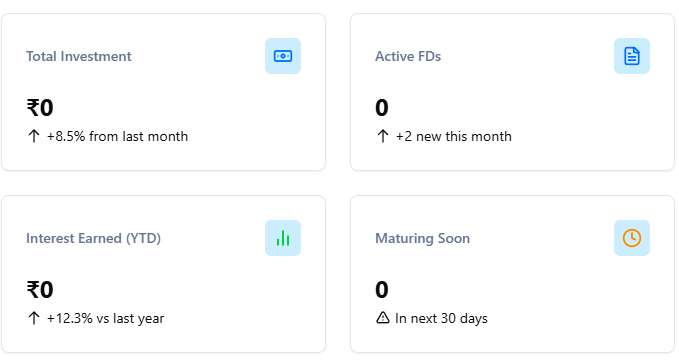 Total Investment
₹0
+8.5% from last month
Active FDs
0
+2 new this month
Interest Earned (YTD)
₹0
+12.3% vs last year
Maturing Soon
0
In next 30 days